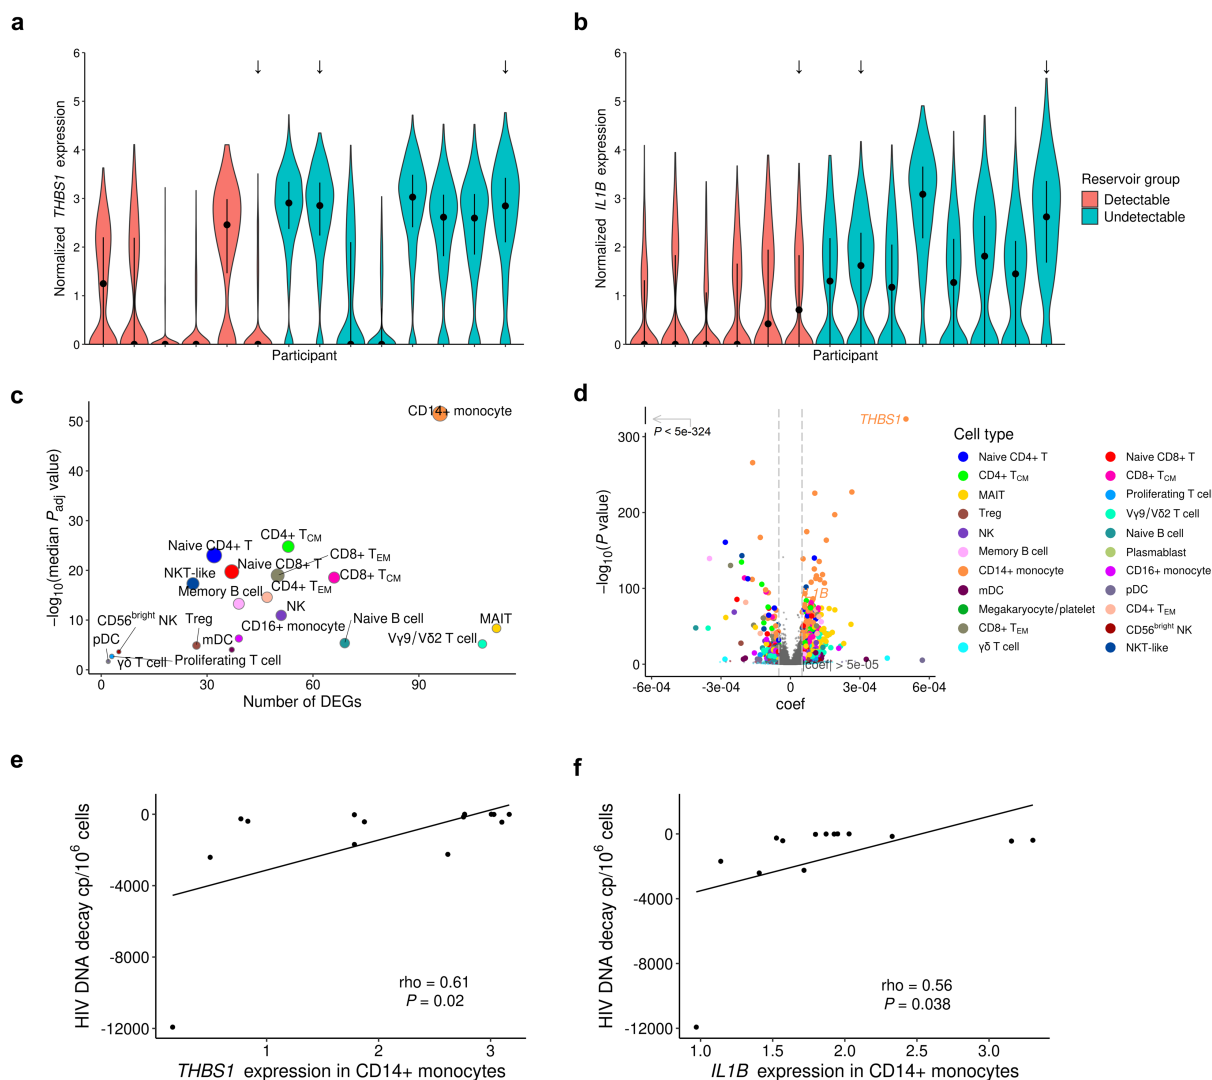 a
Normalized THBS1 expression
6
5
4
3
2
1
0
↓ ↓ ↓
Participant
b
Normalized IL1B expression
6
5
4
3
2
1
0
↓ ↓ ↓
Participant
Reservoir group
Detectable
Undetectable
c
−log10(median Padj value)
50
40
30
20
10
0
CD14+ monocyte
CD4+ TCM
Naive CD4+ T
Naive CD8+ T
CD8+ TEM
NKT-like
CD4+ TEM
CD8+ TCM
Memory B cell
NK
CD56bright NK
Treg
CD16+ monocyte
Naive B cell
MAIT
pDC
mDC
Vγ9/Vδ2 T cell
γδ T cell
Proliferating T cell
0 30 60 90
Number of DEGs
d
−log10(P value)
300
200
100
0
P < 5e-324
THBS1
1B
|coef| > 5e-05
-6e-04 -3e-04 0 3e-04 6e-04
coef
Cell type
Naive CD4+ T
CD4+ TCM
MAIT
Treg
NK
Memory B cell
CD14+ monocyte
mDC
Megakaryocyte/platelet
CD8+ TEM
γδ T cell
Naive CD8+ T
CD8+ TCM
Proliferating T cel
Vγ9/Vδ2 T cell
Naive B cell
Plasmablast
CD16+ monocyte
pDC
CD4+ TEM
CD56bright NK
NKT-like
e
HIV DNA decay cp/10^6 cells
0
-4000
-8000
-12000
rho = 0.61
P = 0.02
1 2 3
THBS1 expression in CD14+ monocytes
f
HIV DNA decay cp/10^6 cells
0
-4000
-8000
-12000
rho = 0.56
P = 0.038
1.0 1.5 2.0 2.5 3.0
IL1B expression in CD14+ monocytes